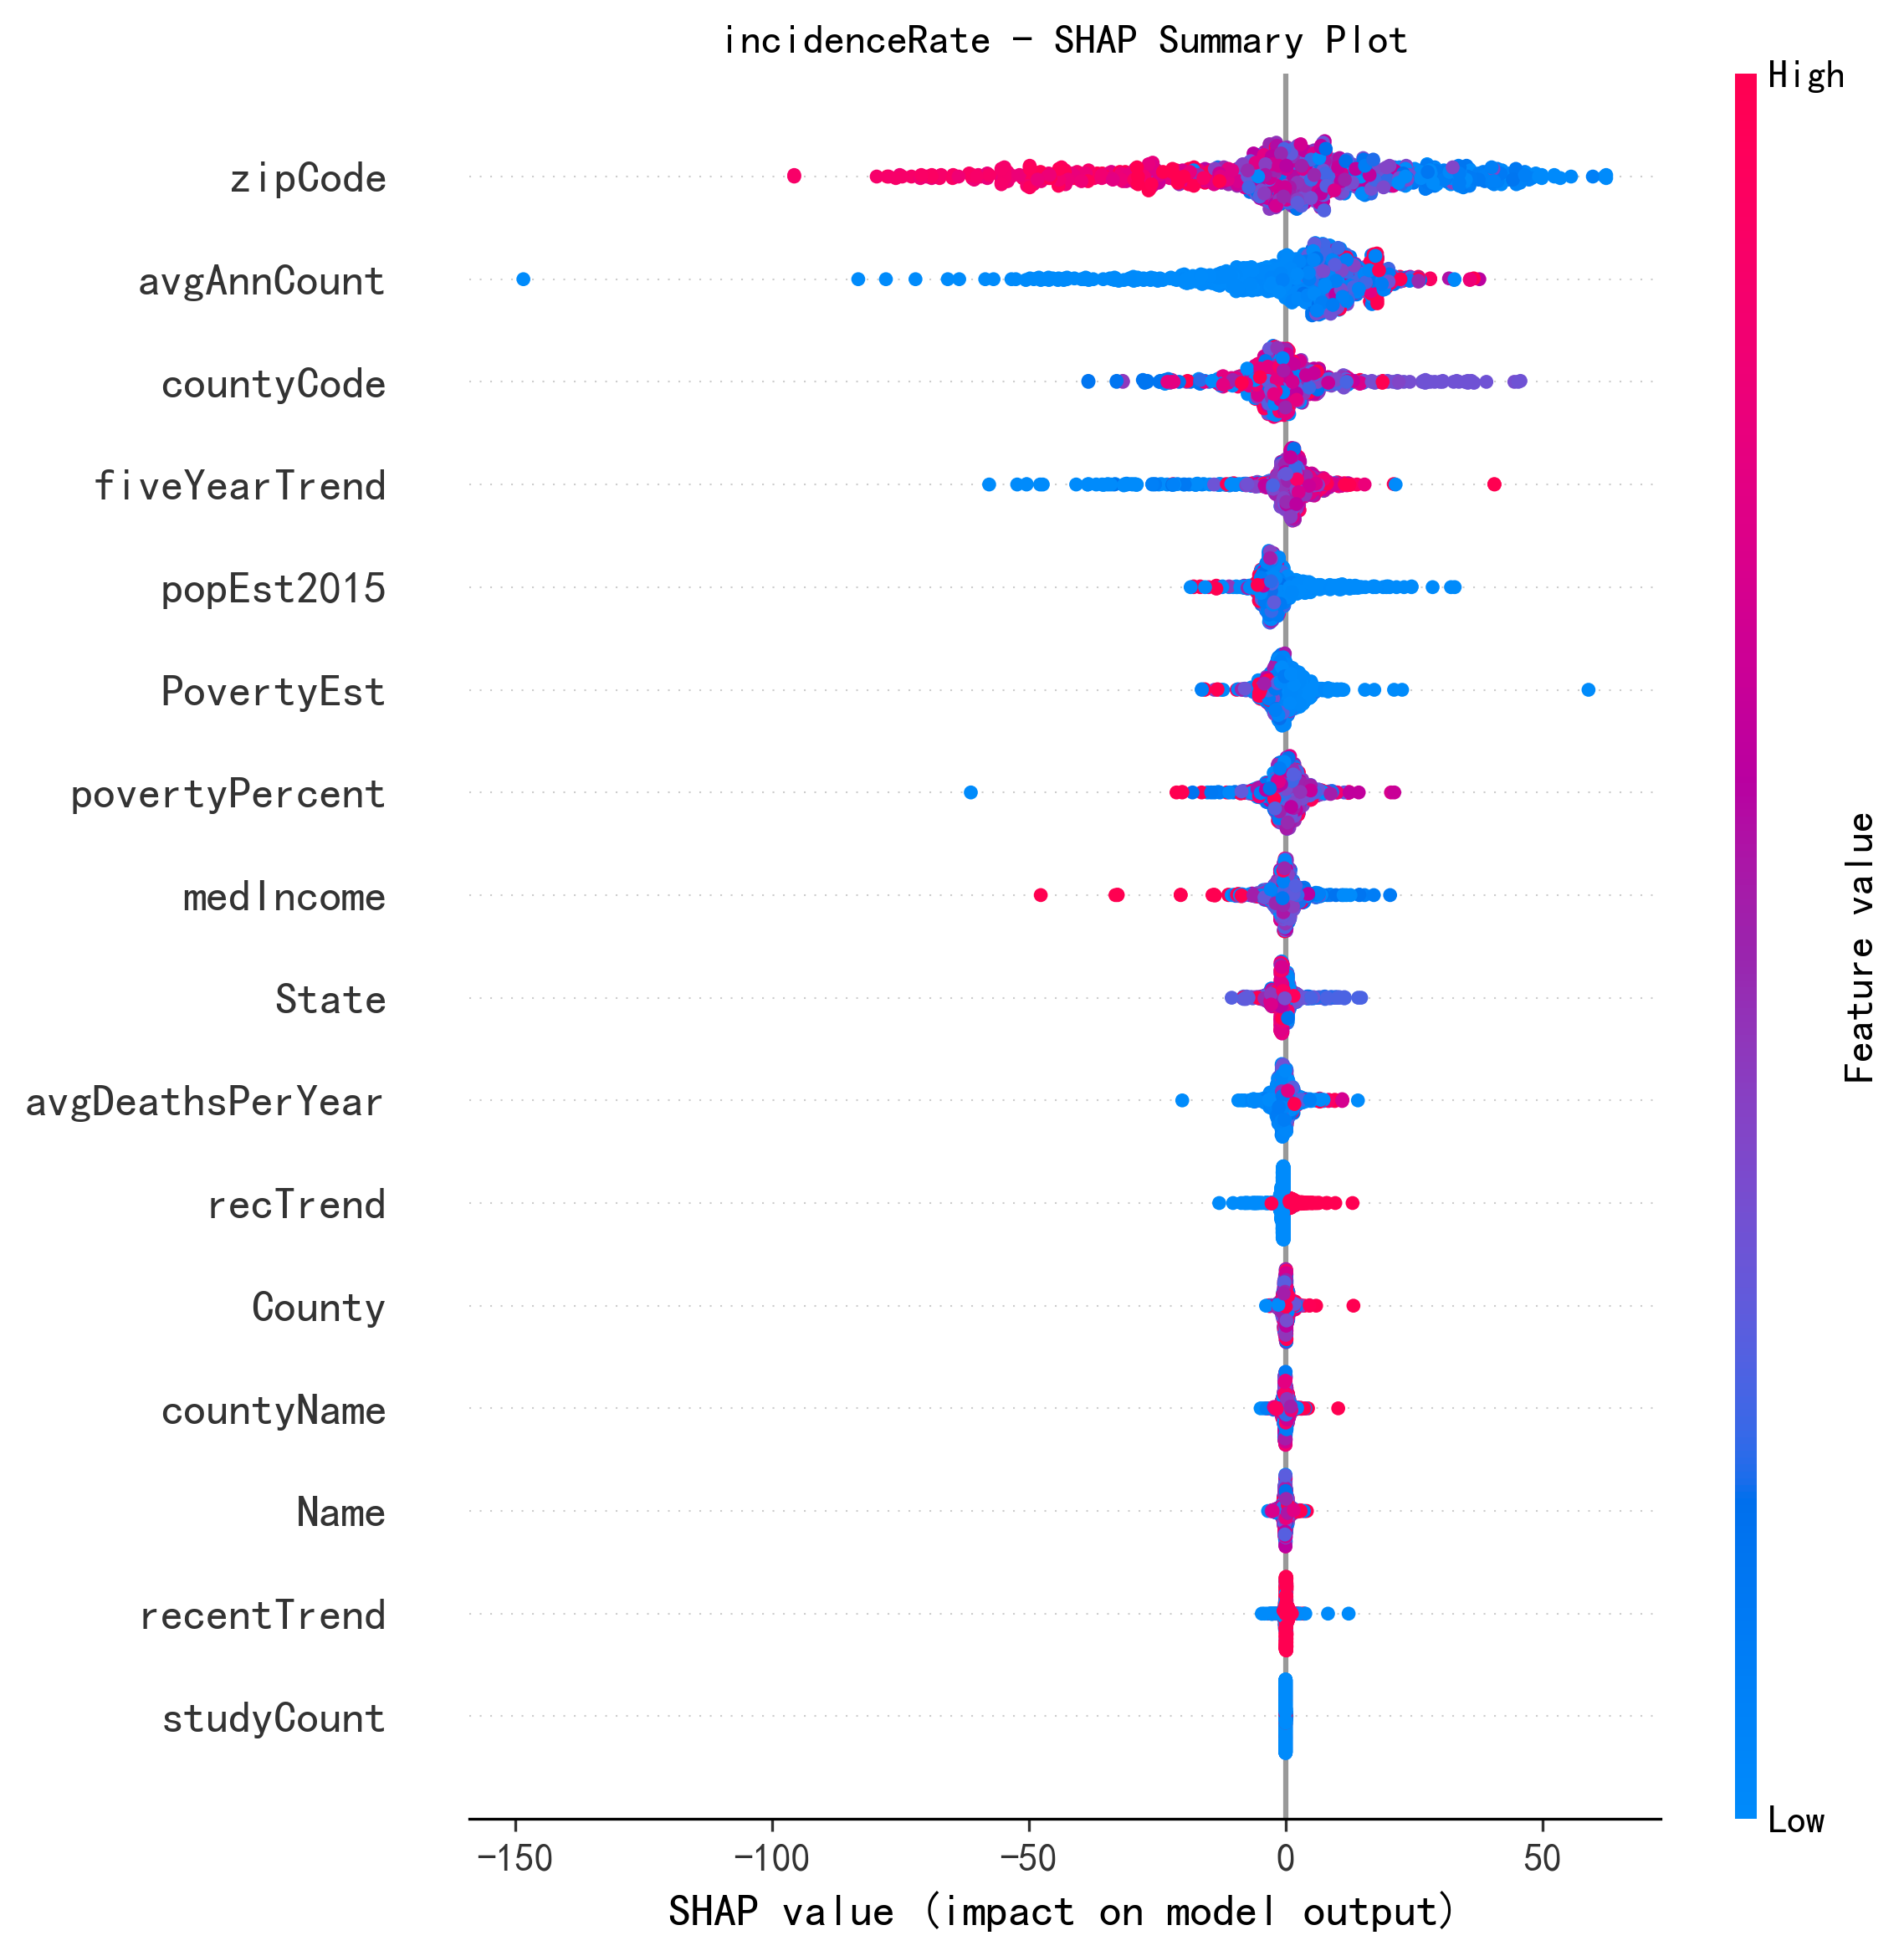 incidenceRate - SHAP Summary Plot
High
zipCode
avgAnnCount
countyCode
fiveYearTrend
popEst2015
PovertyEst
povertyPercent
medIncome
State
avgDeathsPerYear
recTrend
County
countyName
Name
recentTrend
studyCount
Feature value
Low
−150 −100 −50 0 50
SHAP value (impact on model output)